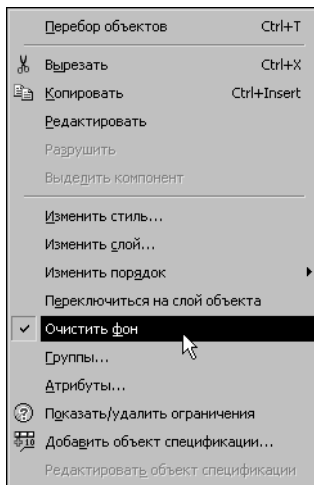 Перебор объектов Ctrl+T
Вырезать Ctrl+X
Копировать Ctrl+Insert
Редактировать
Разрушить
Выделить компонент
Изменить стиль...
Изменить слой...
Изменить порядок
Переключиться на слой объекта
Очистить фон
Группы...
Атрибуты...
Показать/удалить ограничения
Добавить объект спецификации...
Редактировать объект спецификации